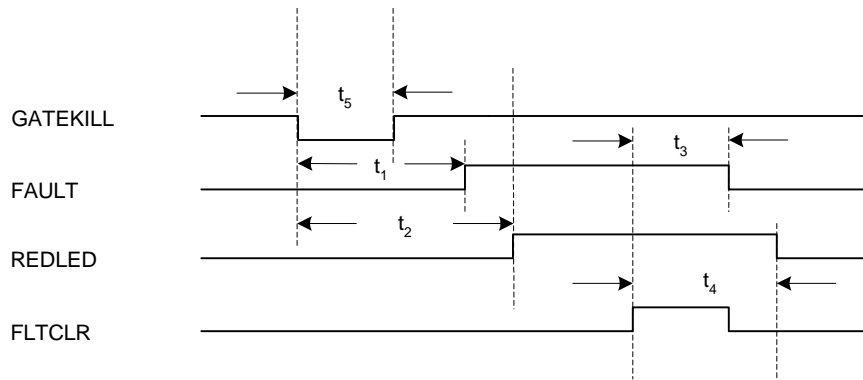 t5
GATEKILL
t3
t1
FAULT
t2
REDLED
t4
FLTCLR